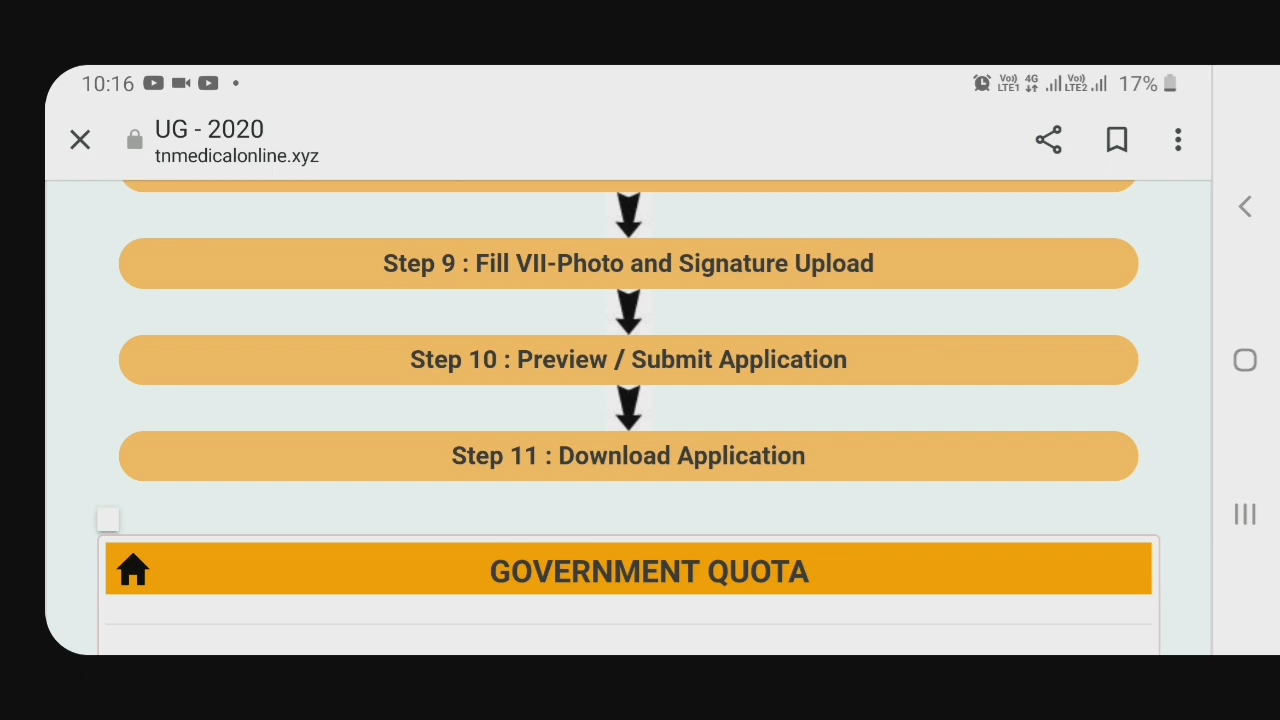 10:16
Vo)) LTE1 4G Vo)) LTE2 17%
UG - 2020
tnmedicalonline.xyz
Step 9 : Fill VII-Photo and Signature Upload
Step 10 : Preview / Submit Application
Step 11 : Download Application
GOVERNMENT QUOTA